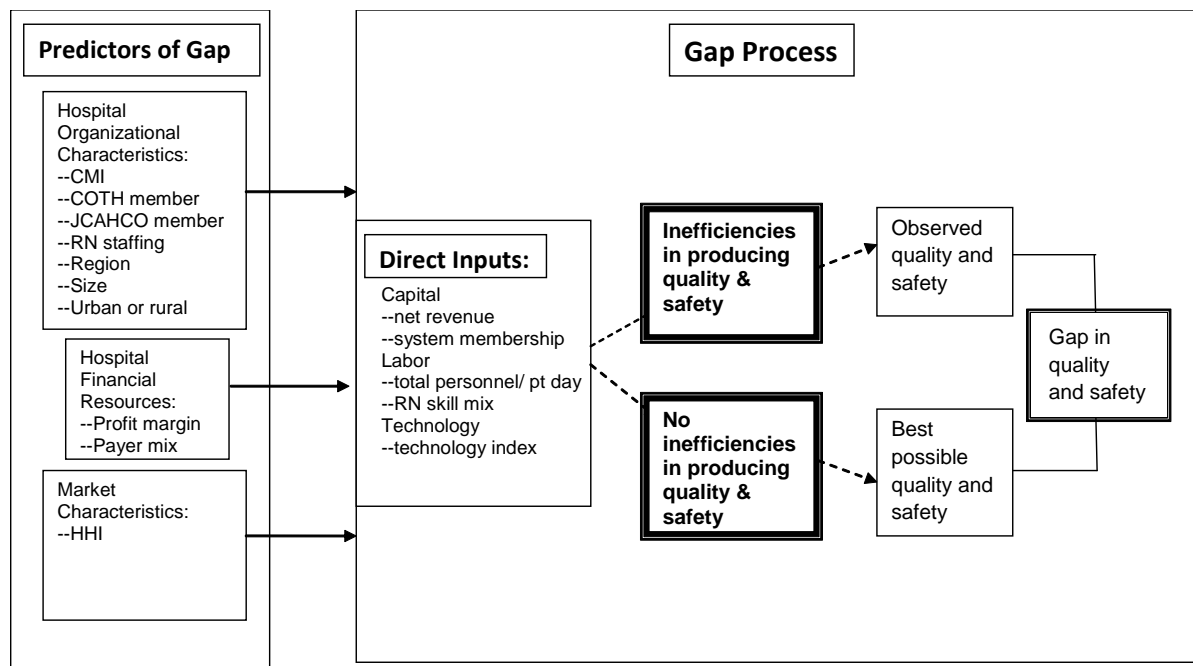 Predictors of Gap
Hospital
Organizational
Characteristics:
--CMI
--COTH member
--JCAHCO member
--RN staffing
--Region
--Size
--Urban or rural
Hospital
Financial
Resources:
--Profit margin
--Payer mix
Market
Characteristics:
--HHI
Gap Process
Direct Inputs:
Capital
--net revenue
--system membership
Labor
--total personnel/ pt day
--RN skill mix
Technology
--technology index
Inefficiencies
in producing
quality &
safety
No
inefficiencies
in producing
quality &
safety
Observed
quality and
safety
Best
possible
quality and
safety
Gap in
quality
and safety